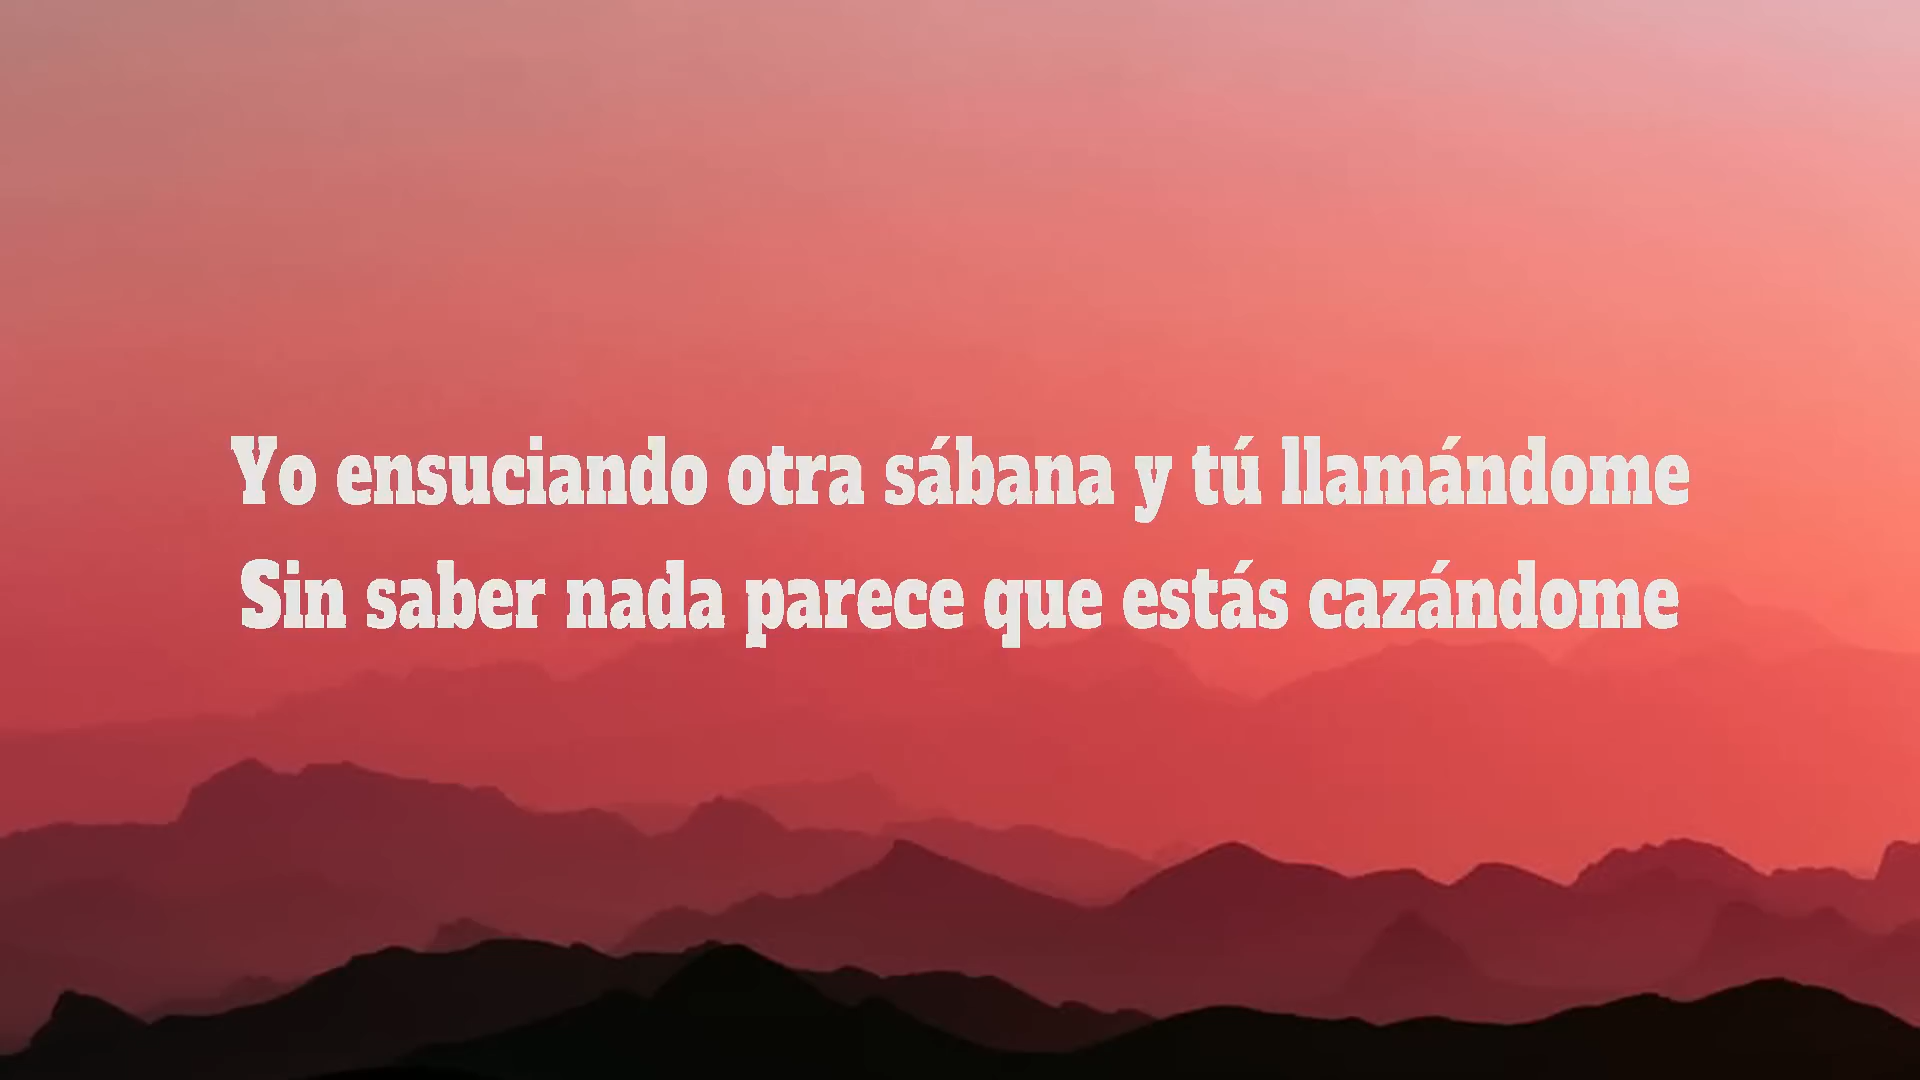 Yo ensuciando otra sábana y tú llamándome
Sin saber nada parece que estás cazándome